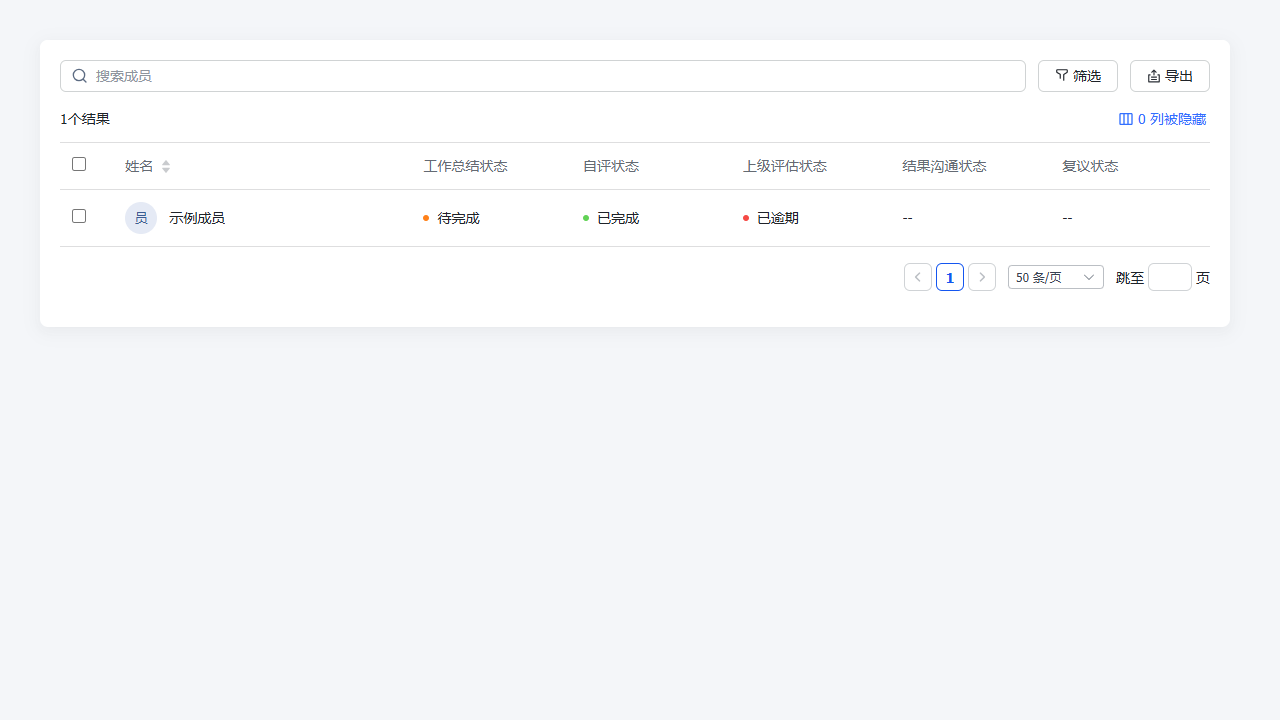 搜索成员 筛选 导出
1个结果 0 列被隐藏
姓名 工作总结状态 自评状态 上级评估状态 结果沟通状态 复议状态
员 示例成员 待完成 已完成 已逾期 -- --
1 50 条/页 跳至 页